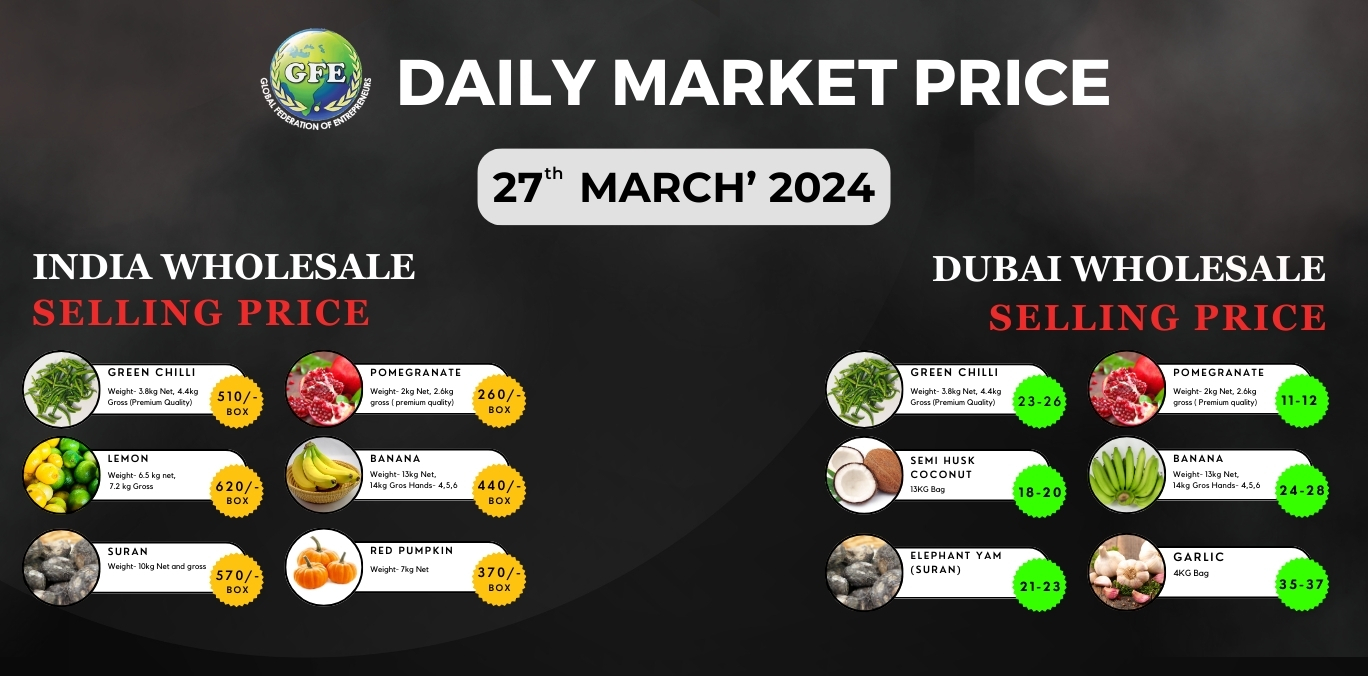 GFE
GLOBAL FEDERATION OF ENTREPRENEURS
DAILY MARKET PRICE
27th MARCH’ 2024
INDIA WHOLESALE
SELLING PRICE
GREEN CHILLI
Weight- 3.8kg Net, 4.4kg
Gross (Premium Quality)
510/-
BOX
POMEGRANATE
Weight- 2kg Net, 2.6kg
gross ( premium quality)
260/-
BOX
LEMON
Weight- 6.5 kg net,
7.2 kg Gross
620/-
BOX
BANANA
Weight- 13kg Net,
14kg Gros Hands- 4,5,6
440/-
BOX
SURAN
Weight- 10kg Net and gross
570/-
BOX
RED PUMPKIN
Weight- 7kg Net
370/-
BOX
DUBAI WHOLESALE
SELLING PRICE
GREEN CHILLI
Weight- 3.8kg Net, 4.4kg
Gross (Premium Quality)
23-26
POMEGRANATE
Weight- 2kg Net, 2.6kg
gross ( Premium quality)
11-12
SEMI HUSK
COCONUT
13KG Bag
18-20
BANANA
Weight- 13kg Net,
14kg Gross Hands- 4,5,6
24-28
ELEPHANT YAM
(SURAN)
21-23
GARLIC
4KG Bag
35-37